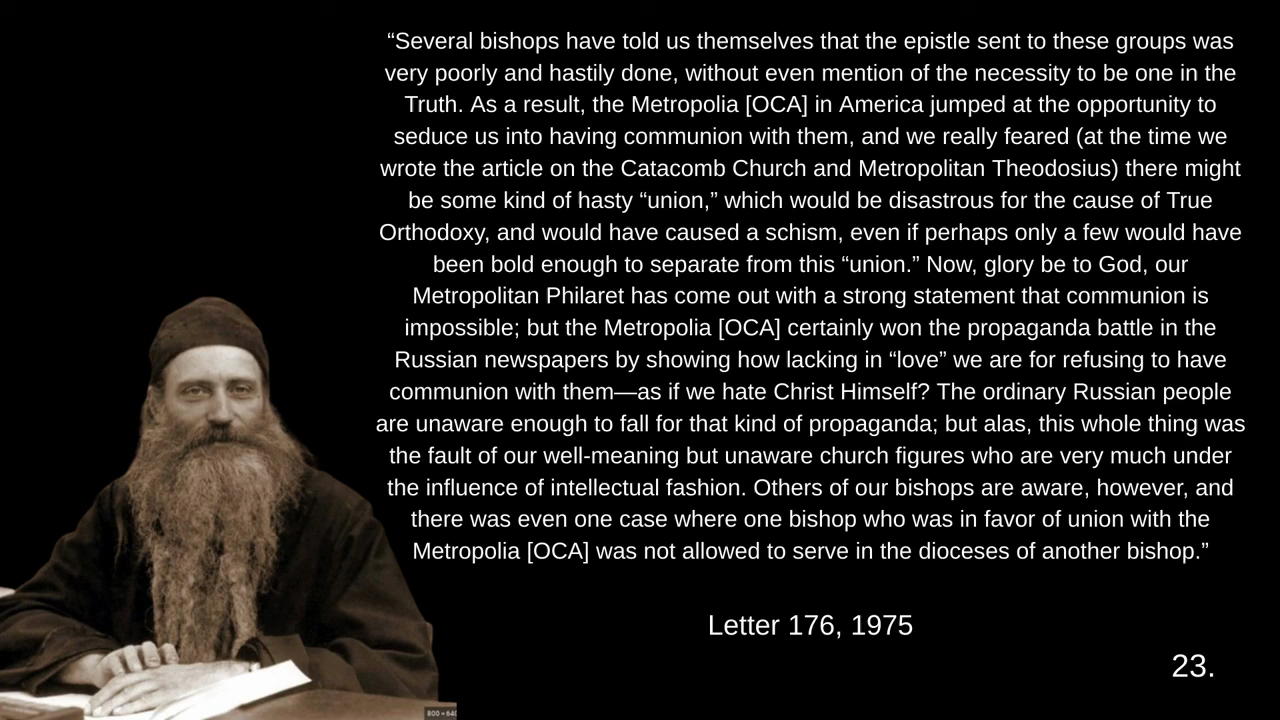 “Several bishops have told us themselves that the epistle sent to these groups was
very poorly and hastily done, without even mention of the necessity to be one in the
Truth. As a result, the Metropolia [OCA] in America jumped at the opportunity to
seduce us into having communion with them, and we really feared (at the time we
wrote the article on the Catacomb Church and Metropolitan Theodosius) there might
be some kind of hasty “union,” which would be disastrous for the cause of True
Orthodoxy, and would have caused a schism, even if perhaps only a few would have
been bold enough to separate from this “union.” Now, glory be to God, our
Metropolitan Philaret has come out with a strong statement that communion is
impossible; but the Metropolia [OCA] certainly won the propaganda battle in the
Russian newspapers by showing how lacking in “love” we are for refusing to have
communion with them—as if we hate Christ Himself? The ordinary Russian people
are unaware enough to fall for that kind of propaganda; but alas, this whole thing was
the fault of our well-meaning but unaware church figures who are very much under
the influence of intellectual fashion. Others of our bishops are aware, however, and
there was even one case where one bishop who was in favor of union with the
Metropolia [OCA] was not allowed to serve in the dioceses of another bishop.”
Letter 176, 1975
23.